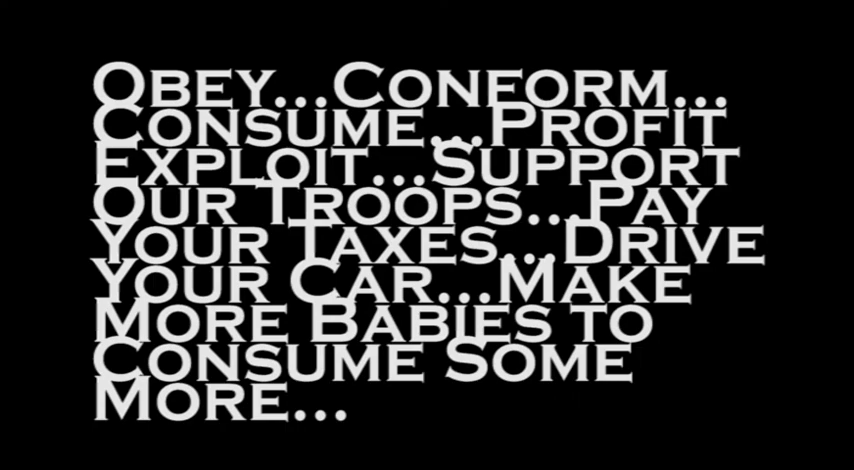 Obey...Conform...
Consume...Profit
Exploit...Support
Our Troops...Pay
Your Taxes...Drive
Your Car...Make
More Babies to
Consume Some
More...